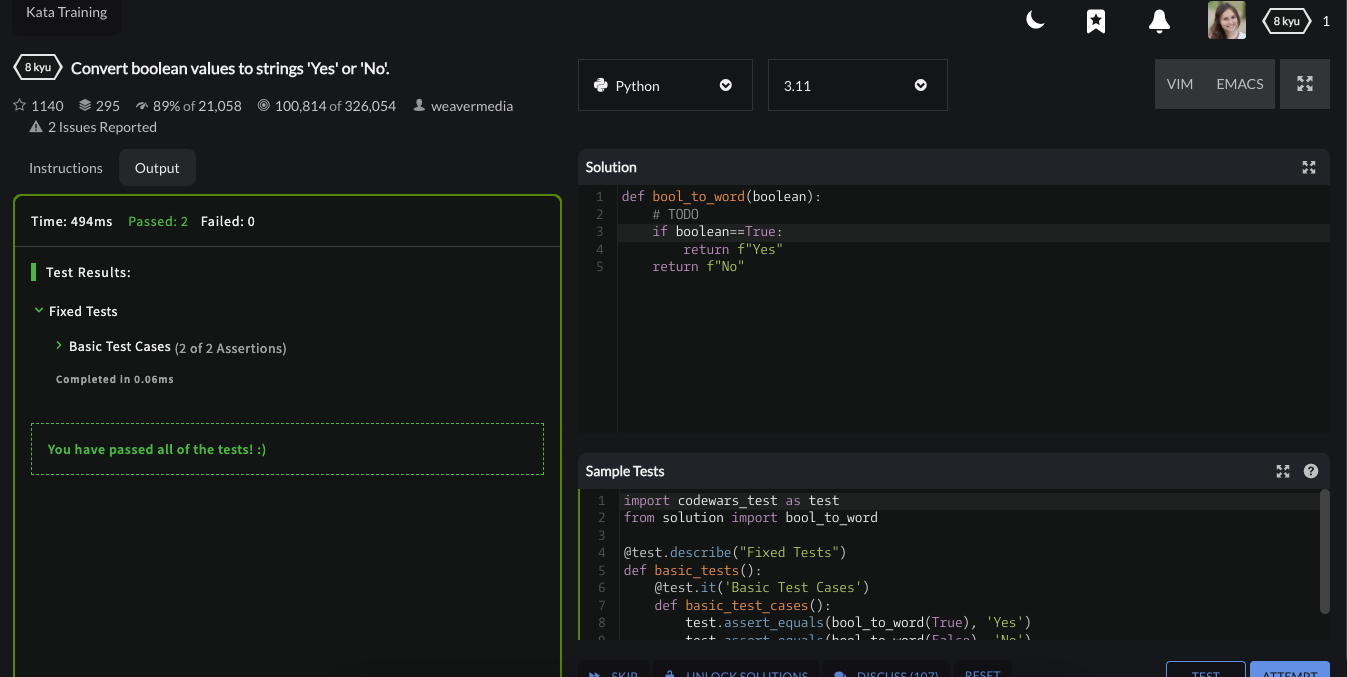 Kata Training
8 kyu 1
8 kyu Convert boolean values to strings 'Yes' or 'No'.
1140 295 89% of 21,058 100,814 of 326,054 weavermedia
2 Issues Reported
Python 3.11 VIM EMACS
Instructions Output
Time: 494ms Passed: 2 Failed: 0
Test Results:
Fixed Tests
Basic Test Cases (2 of 2 Assertions)
Completed in 0.06ms
You have passed all of the tests! :)
Solution
1 def bool_to_word(boolean):
2 # TODO
3 if boolean==True:
4 return f"Yes"
5 return f"No"
Sample Tests
1 import codewars_test as test
2 from solution import bool_to_word
3
4 @test.describe("Fixed Tests")
5 def basic_tests():
6 @test.it('Basic Test Cases')
7 def basic_test_cases():
8 test.assert_equals(bool_to_word(True), 'Yes')
9 test.assert_equals(bool_to_word(False), 'No')
SKIP UNLOCK SOLUTIONS DISCUSS (107) RESET TEST ATTEMPT